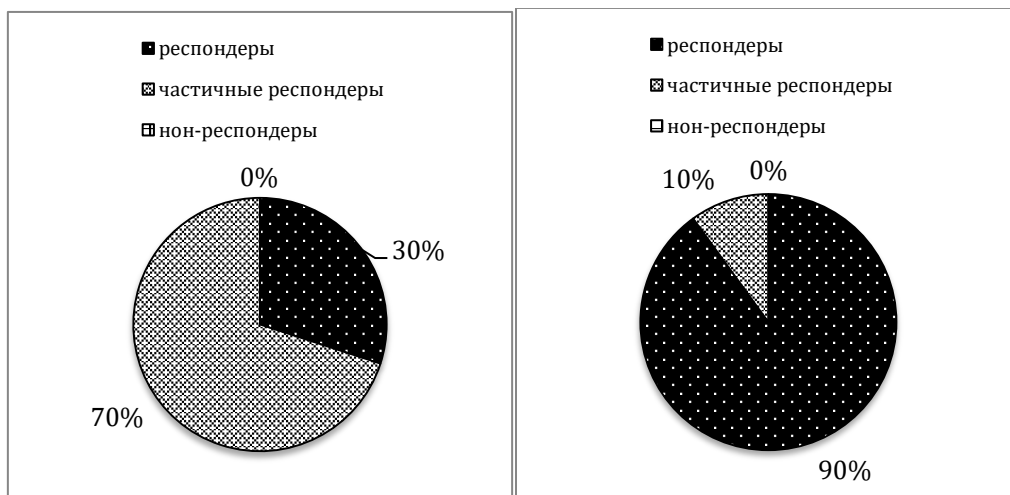 респондеры
частичные респондеры
нон-респондеры
0%
30%
70%
респондеры
частичные респондеры
нон-респондеры
0%
10%
90%